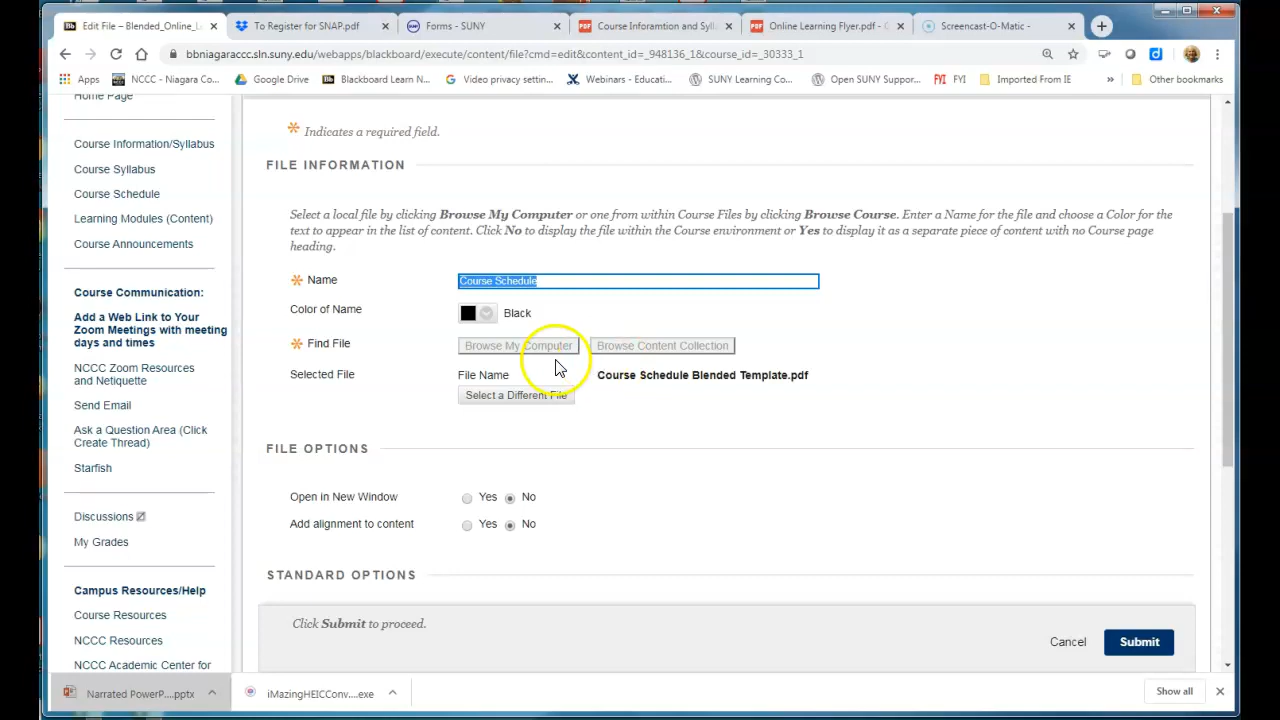 Edit File – Blended_Online_L
To Register for SNAP.pdf
Forms - SUNY
Course Inforamtion and Syll
Online Learning Flyer.pdf - 
Screencast-O-Matic -
bbniagaraccc.sln.suny.edu/webapps/blackboard/execute/content/file?cmd=edit&content_id=_948136_1&course_id=_30333_1
Apps
NCCC - Niagara Co...
Google Drive
Blackboard Learn N...
Video privacy settin...
Webinars - Educati...
SUNY Learning Co...
Open SUNY Suppor...
FYI
Imported From IE
»
Other bookmarks
Home Page
Course Information/Syllabus
Course Syllabus
Course Schedule
Learning Modules (Content)
Course Announcements
Course Communication:
Add a Web Link to Your
Zoom Meetings with meeting
days and times
NCCC Zoom Resources
and Netiquette
Send Email
Ask a Question Area (Click
Create Thread)
Starfish
Discussions
My Grades
Campus Resources/Help
Course Resources
NCCC Resources
NCCC Academic Center for
Indicates a required field.
FILE INFORMATION
Select a local file by clicking Browse My Computer or one from within Course Files by clicking Browse Course. Enter a Name for the file and choose a Color for the
text to appear in the list of content. Click No to display the file within the Course environment or Yes to display it as a separate piece of content with no Course page
heading.
Name
Course Schedule
Color of Name
Black
Find File
Browse My Computer
Browse Content Collection
Selected File
File Name
Course Schedule Blended Template.pdf
Select a Different File
FILE OPTIONS
Open in New Window
Yes
No
Add alignment to content
Yes
No
STANDARD OPTIONS
Click Submit to proceed.
Cancel
Submit
Narrated PowerP....pptx
iMazingHEICConv....exe
Show all